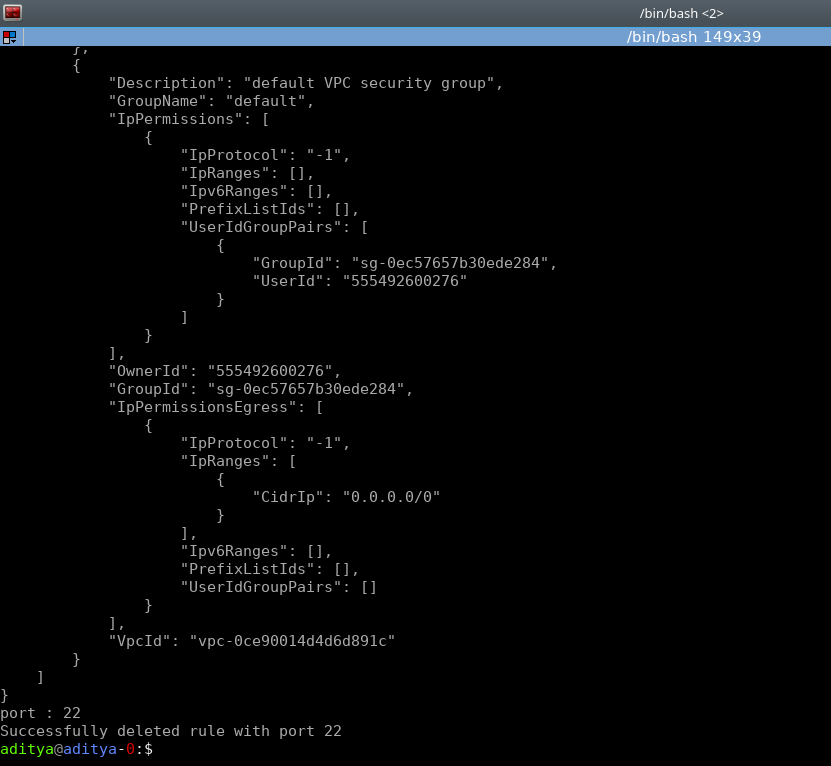 /bin/bash <2>
/bin/bash 149x39
        },
        {
            "Description": "default VPC security group",
            "GroupName": "default",
            "IpPermissions": [
                {
                    "IpProtocol": "-1",
                    "IpRanges": [],
                    "Ipv6Ranges": [],
                    "PrefixListIds": [],
                    "UserIdGroupPairs": [
                        {
                            "GroupId": "sg-0ec57657b30ede284",
                            "UserId": "555492600276"
                        }
                    ]
                }
            ],
            "OwnerId": "555492600276",
            "GroupId": "sg-0ec57657b30ede284",
            "IpPermissionsEgress": [
                {
                    "IpProtocol": "-1",
                    "IpRanges": [
                        {
                            "CidrIp": "0.0.0.0/0"
                        }
                    ],
                    "Ipv6Ranges": [],
                    "PrefixListIds": [],
                    "UserIdGroupPairs": []
                }
            ],
            "VpcId": "vpc-0ce90014d4d6d891c"
        }
    ]
}
port : 22
Successfully deleted rule with port 22
aditya@aditya-0:$